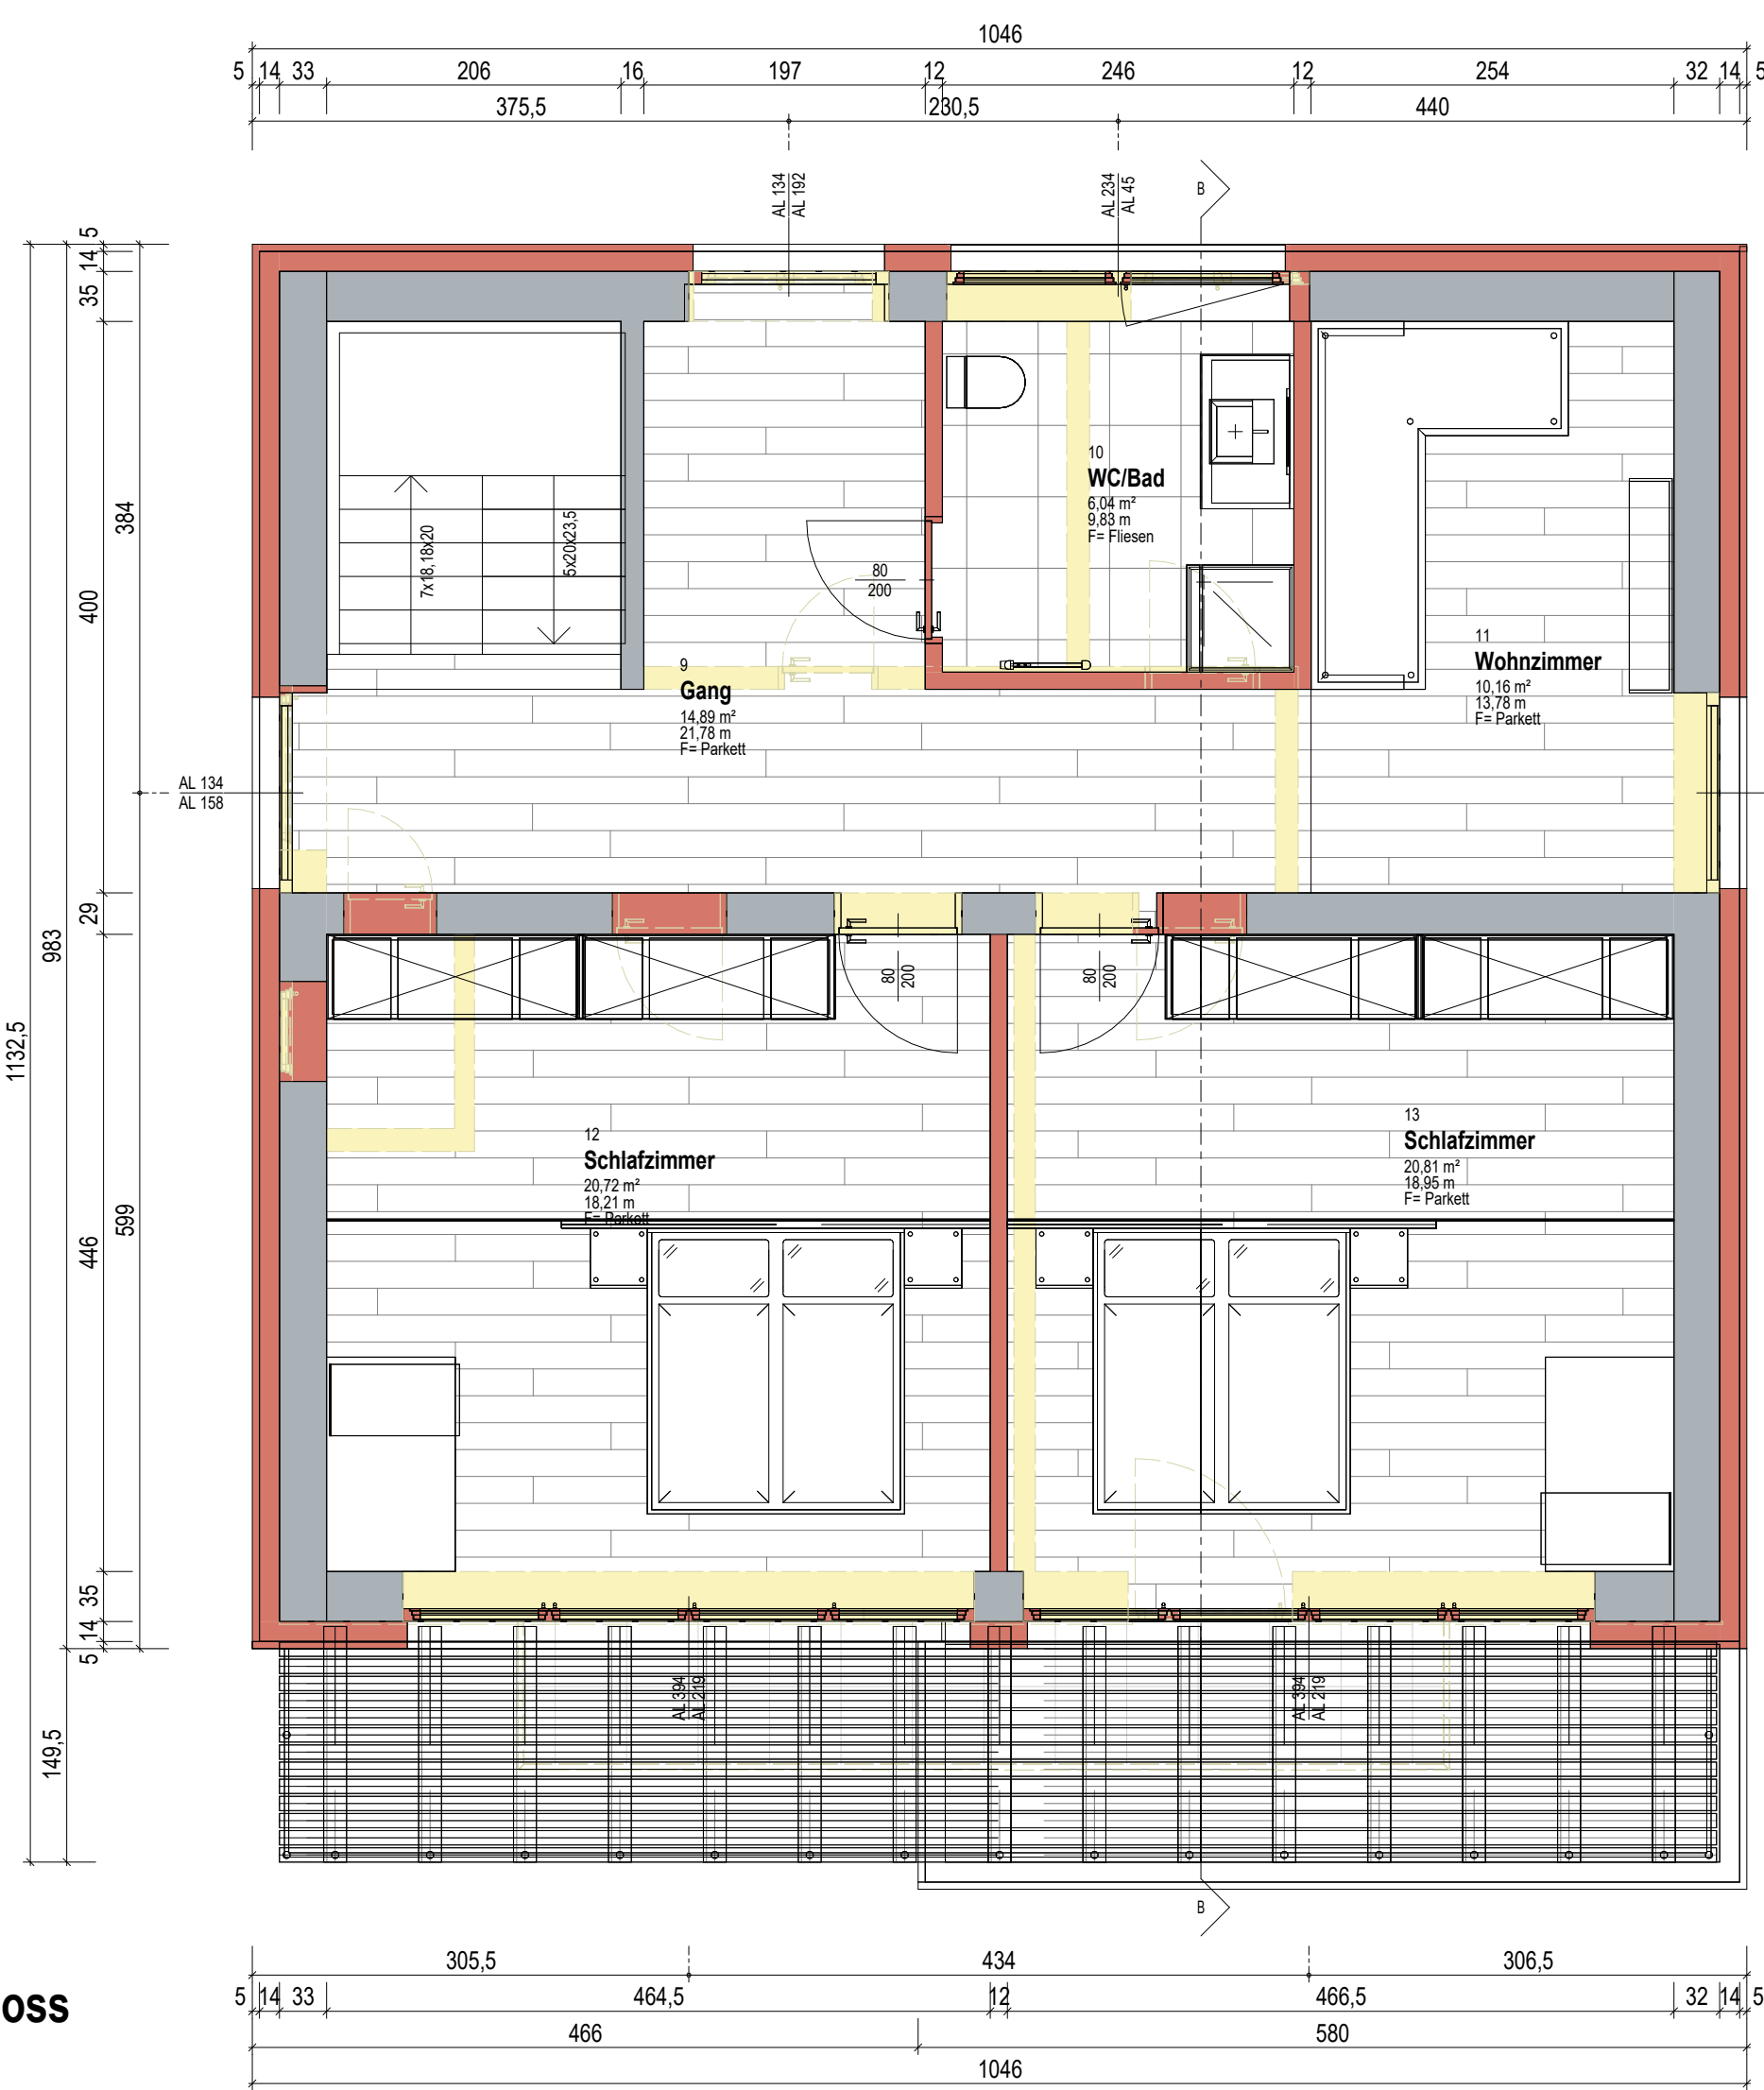 1046
5 14 33 206 16 197 12 246 12 254 32 14 5
375,5 230,5 440
AL 134
AL 192
AL 234
AL 45
B
5
14
35
384
400
29
983
1132,5
446
599
35
14
5
149,5
7x18,18x20
5x20x23,5
80
200
10
WC/Bad
6,04 m²
9,83 m
F= Fliesen
9
Gang
14,89 m²
21,78 m
F= Parkett
11
Wohnzimmer
10,16 m²
13,78 m
F= Parkett
AL 134
AL 158
80
200
80
200
12
Schlafzimmer
20,72 m²
18,21 m
F= Parkett
13
Schlafzimmer
20,81 m²
18,95 m
F= Parkett
AL 394
AL 219
AL 394
AL 219
B
305,5 434 306,5
5 14 33 464,5 12 466,5 32 14 5
oss
466 580
1046